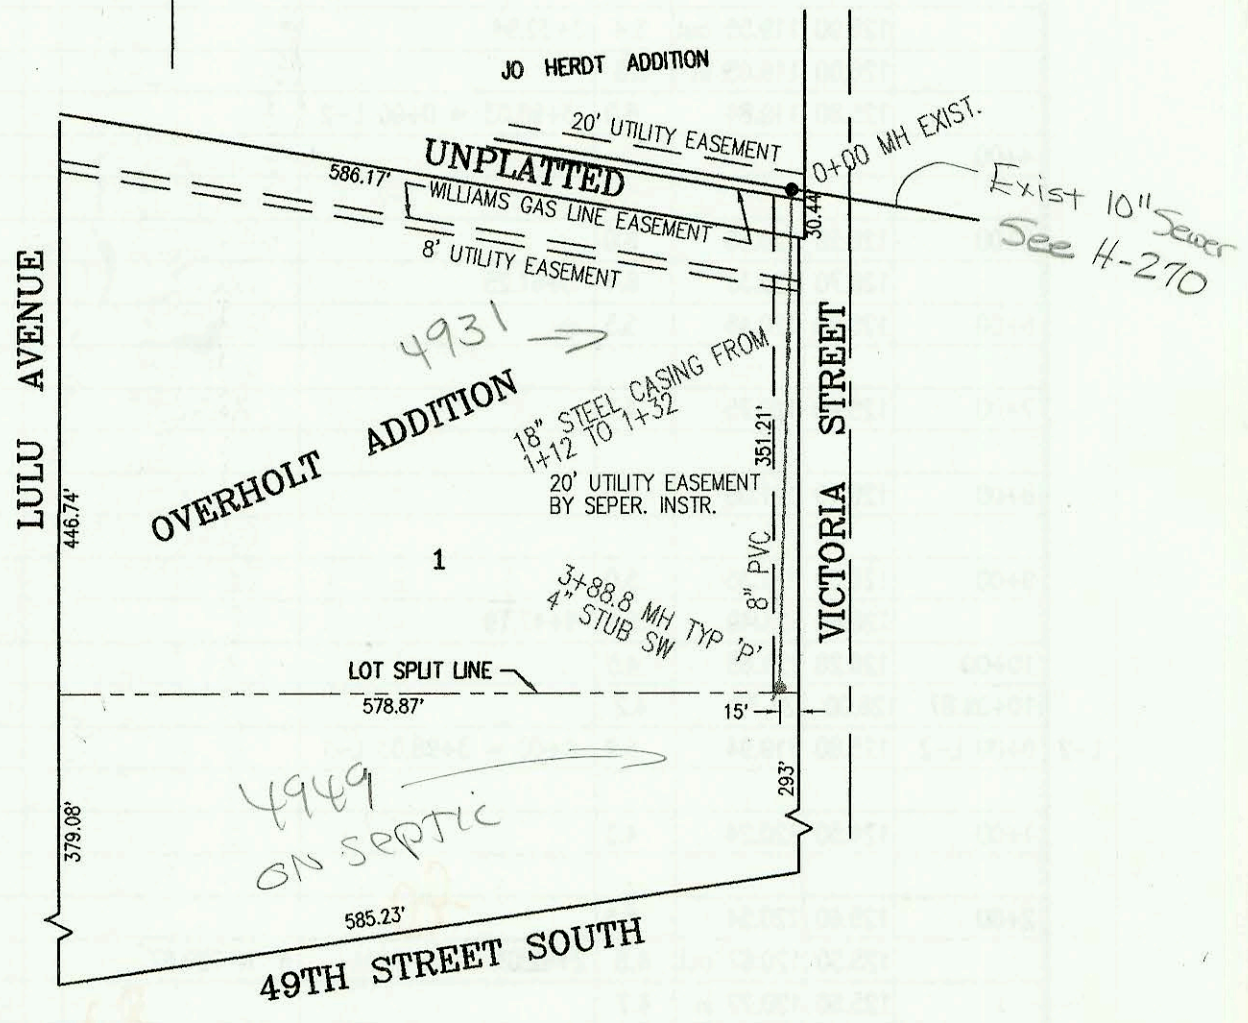 JO HERDT ADDITION
20' UTILITY EASEMENT
0+00 MH EXIST.
UNPLATTED
586.17'
WILLIAMS GAS LINE EASEMENT
8' UTILITY EASEMENT
30.44'
Exist 10" Sewer
See H-270
LULU AVENUE
4931
OVERHOLT ADDITION
18" STEEL CASING FROM
1+12 TO 1+32
351.21'
VICTORIA STREET
20' UTILITY EASEMENT
BY SEPER. INSTR.
446.74'
1
8" PVC
3+88.8 MH TYP 'P'
4" STUB SW
LOT SPLIT LINE
578.87'
15'
293'
4949
ON SEPTIC
379.08'
585.23'
49TH STREET SOUTH